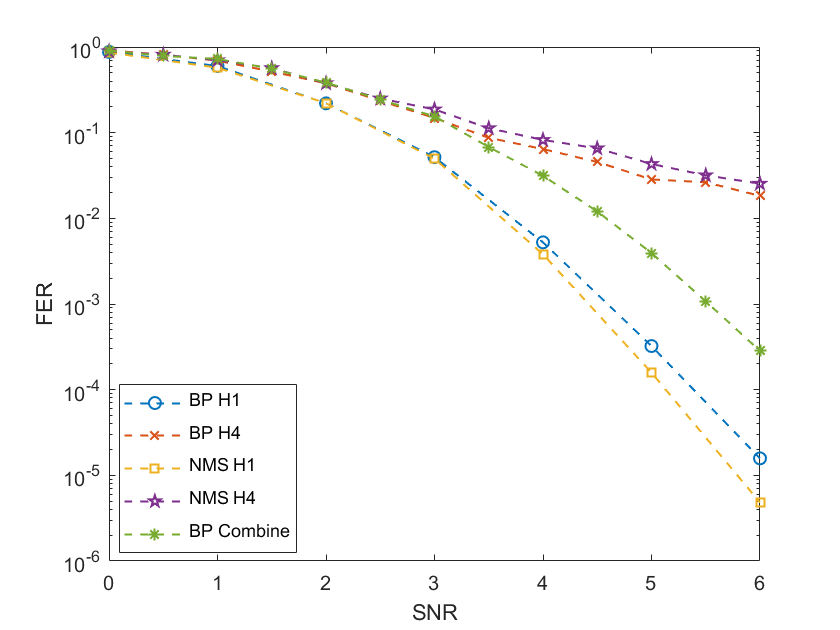 10^0
10^-1
10^-2
10^-3
10^-4
10^-5
10^-6
FER
BP H1
BP H4
NMS H1
NMS H4
BP Combine
0 1 2 3 4 5 6
SNR